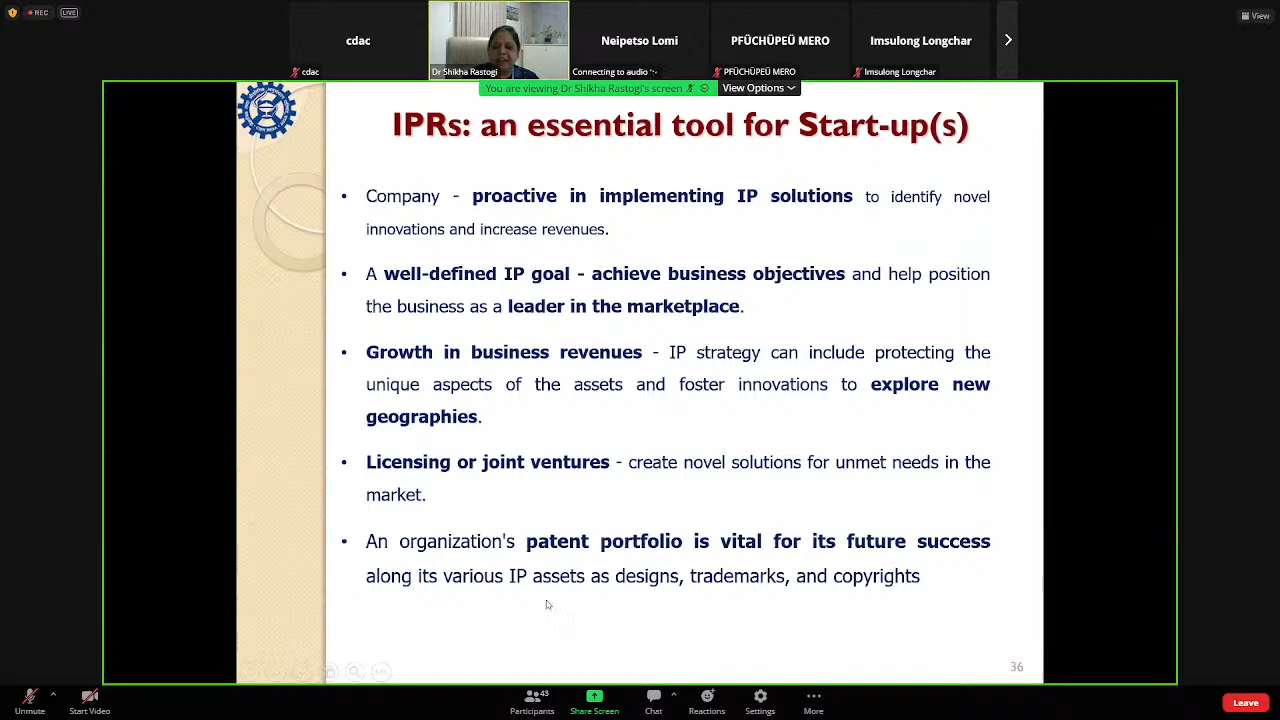 REC
LIVE
View
cdac
Neipetso Lomi
PFÜCHÜPEÜ MERO
Imsulong Longchar
cdac
Dr Shikha Rastogi
Connecting to audio
PFÜCHÜPEÜ MERO
Imsulong Longchar
You are viewing Dr Shikha Rastogi's screen
View Options
IPRs: an essential tool for Start-up(s)
• Company - proactive in implementing IP solutions to identify novel
innovations and increase revenues.
• A well-defined IP goal - achieve business objectives and help position
the business as a leader in the marketplace.
• Growth in business revenues - IP strategy can include protecting the
unique aspects of the assets and foster innovations to explore new
geographies.
• Licensing or joint ventures - create novel solutions for unmet needs in the
market.
• An organization's patent portfolio is vital for its future success
along its various IP assets as designs, trademarks, and copyrights
36
Unmute
Start Video
43
Participants
Share Screen
Chat
Reactions
Settings
More
Leave